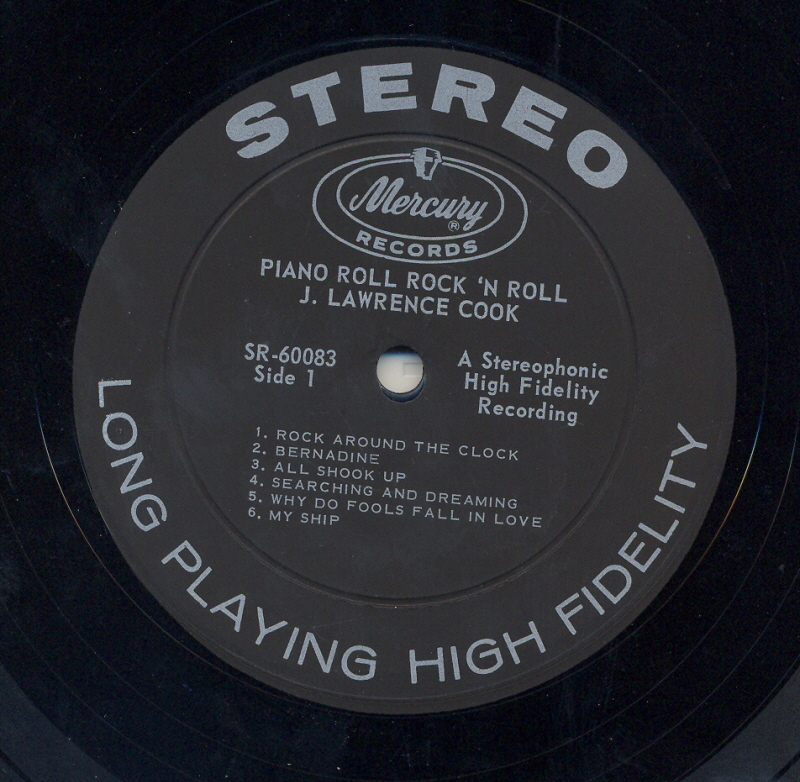 STEREO
Mercury
®
RECORDS
PIANO ROLL ROCK 'N ROLL
J. LAWRENCE COOK
SR-60083
Side 1
A Stereophonic
High Fidelity
Recording
1. ROCK AROUND THE CLOCK
2. BERNADINE
3. ALL SHOOK UP
4. SEARCHING AND DREAMING
5. WHY DO FOOLS FALL IN LOVE
6. MY SHIP
LONG PLAYING HIGH FIDELITY